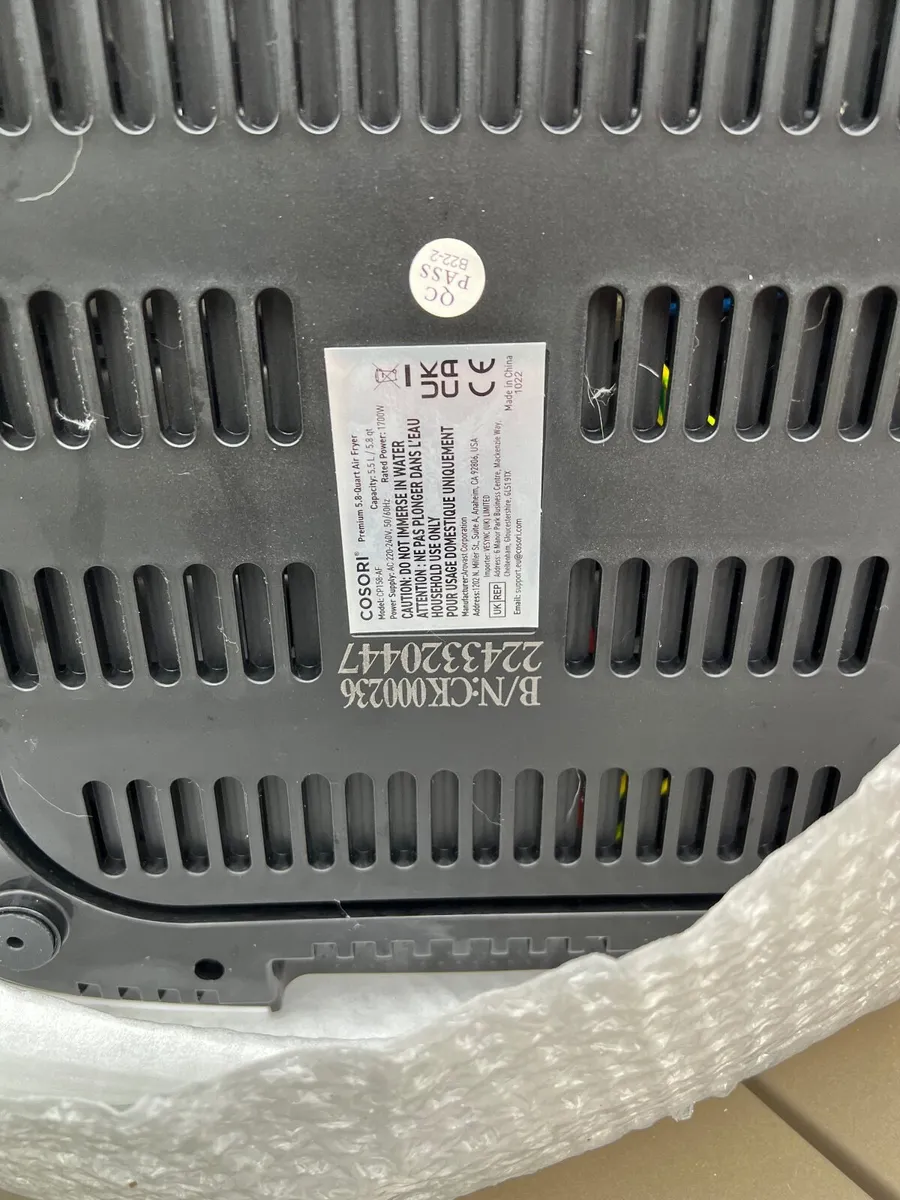 QC
PASS
B22-2
COSORI® Premium 5.8-Quart Air Fryer
Model: CP158-AF Capacity: 5.5 L / 5.8 qt
Power Supply: AC 220-240V, 50/60Hz Rated Power: 1700W
CAUTION: DO NOT IMMERSE IN WATER
ATTENTION : NE PAS PLONGER DANS L'EAU
HOUSEHOLD USE ONLY
POUR USAGE DOMESTIQUE UNIQUEMENT
Manufacturer: Arovast Corporation
Address: 1202 N. Miller St., Suite A, Anaheim, CA 92806, USA
UK REP
Importer: VESYNC (UK) LIMITED
Address: 6 Manor Park Business Centre, Mackenzie Way,
Cheltenham, Gloucestershire, GL51 9TX
Email: support.eu@cosori.com
UK
CA
CE
Made in China
1022
B/N:CK000236
2243320447